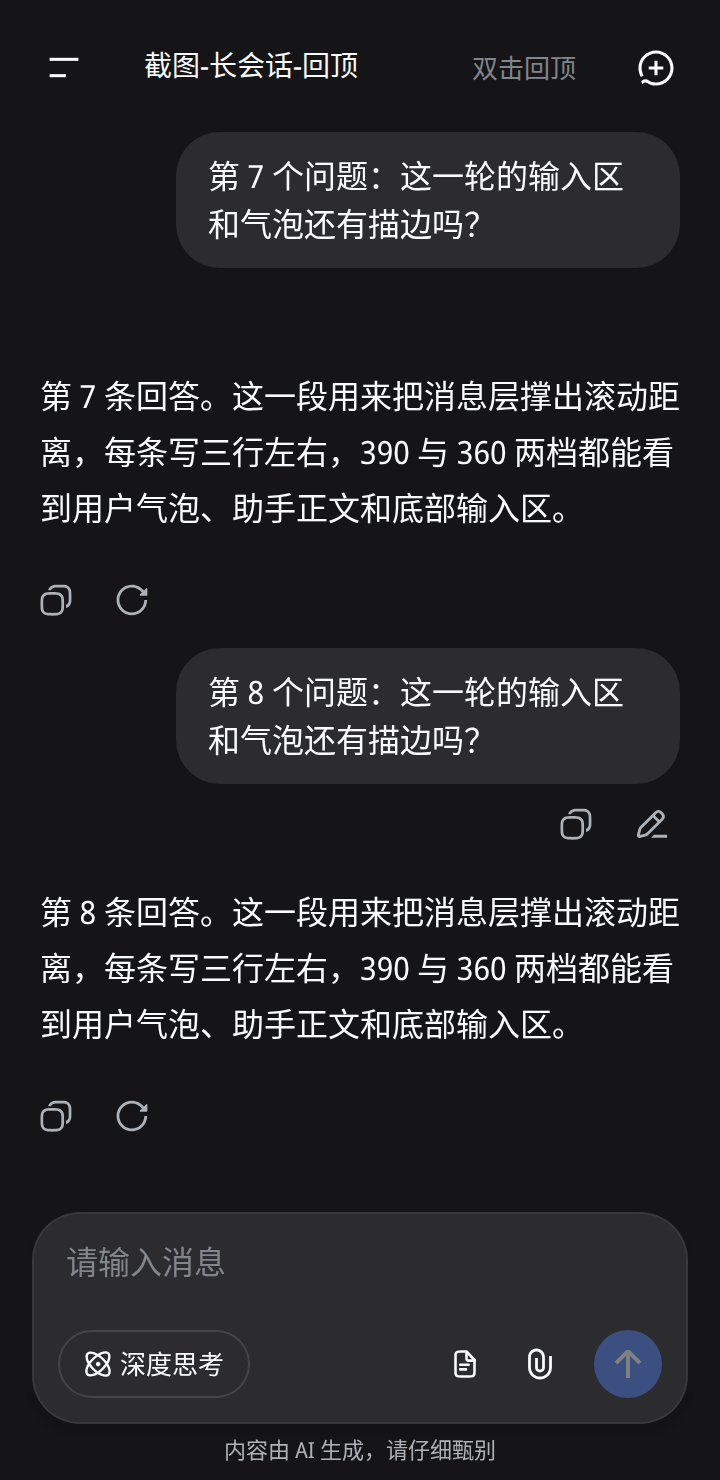 截图-长会话-回顶
双击回顶
第 7 个问题：这一轮的输入区
和气泡还有描边吗？
第 7 条回答。这一段用来把消息层撑出滚动距
离，每条写三行左右，390 与 360 两档都能看
到用户气泡、助手正文和底部输入区。
第 8 个问题：这一轮的输入区
和气泡还有描边吗？
第 8 条回答。这一段用来把消息层撑出滚动距
离，每条写三行左右，390 与 360 两档都能看
到用户气泡、助手正文和底部输入区。
请输入消息
深度思考
内容由 AI 生成，请仔细甄别